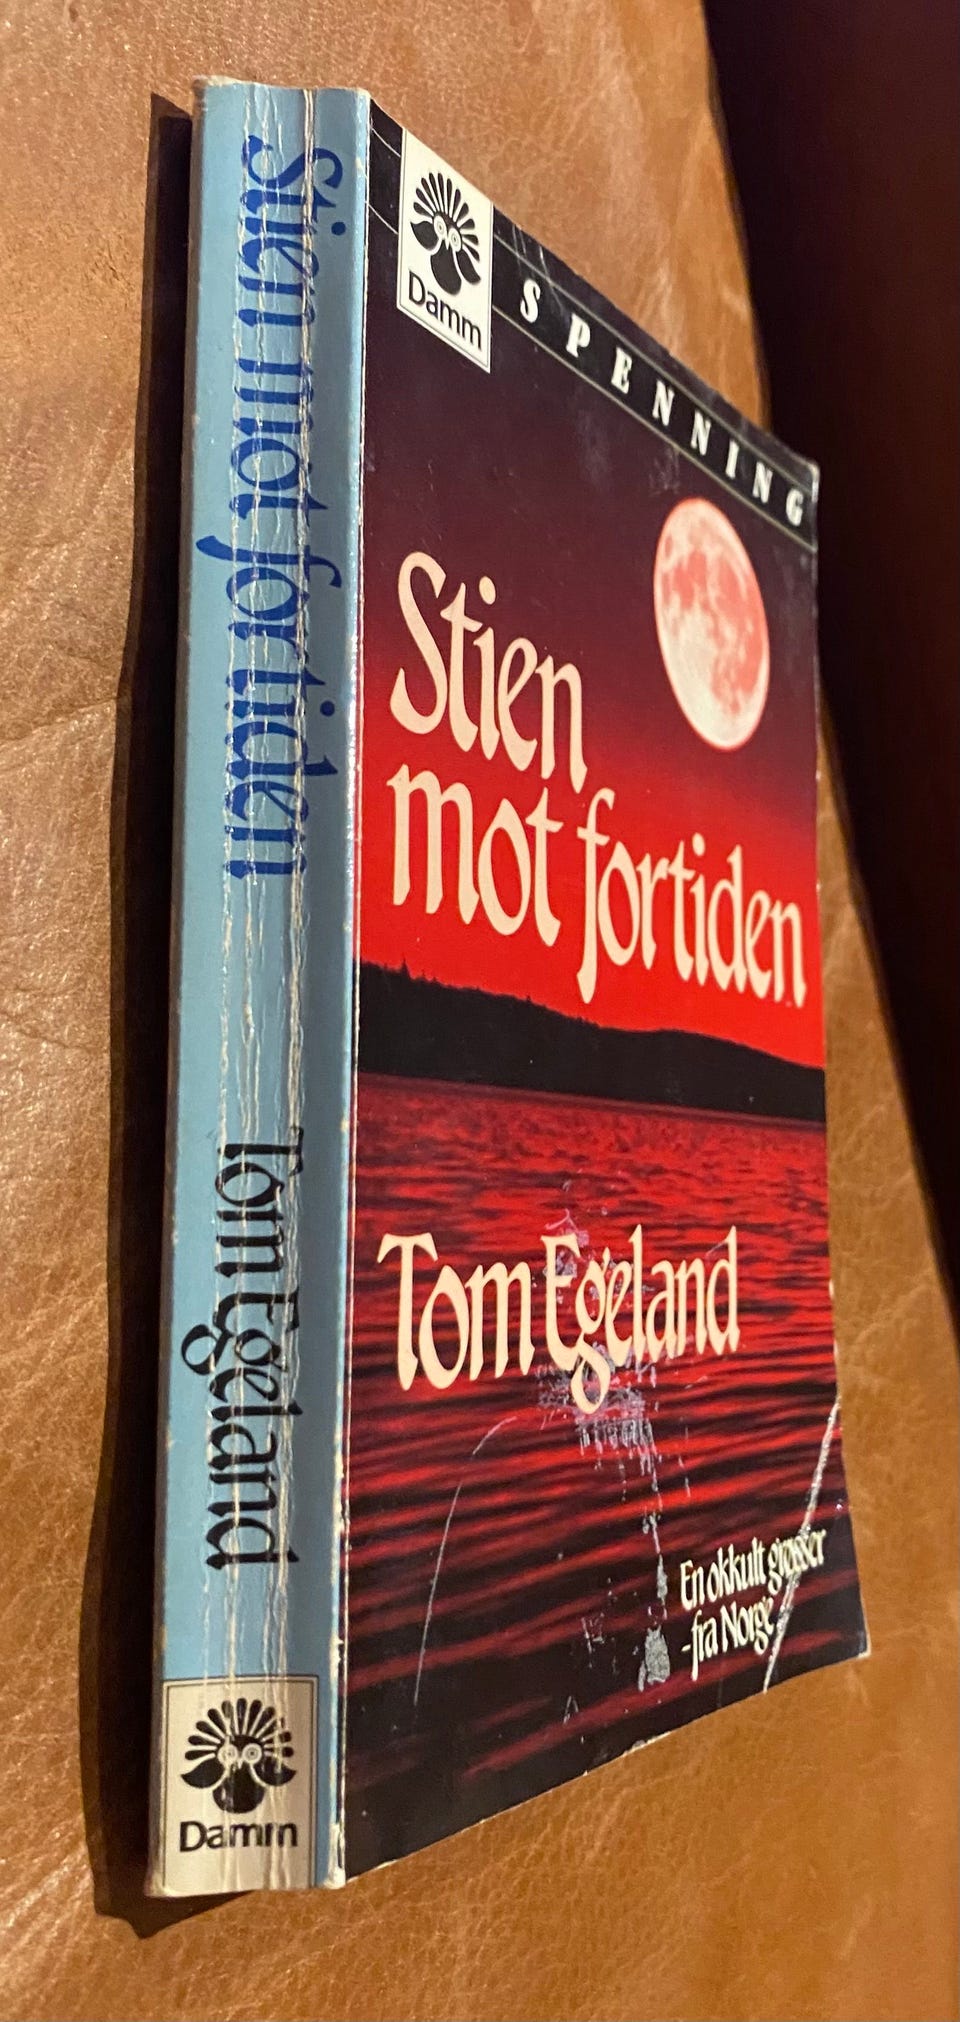 Stien mot fortiden
Tom Egeland
Damm
Damm
SPENNING
Stien
mot fortiden
Tom Egeland
En okkult grøsser
-fra Norge